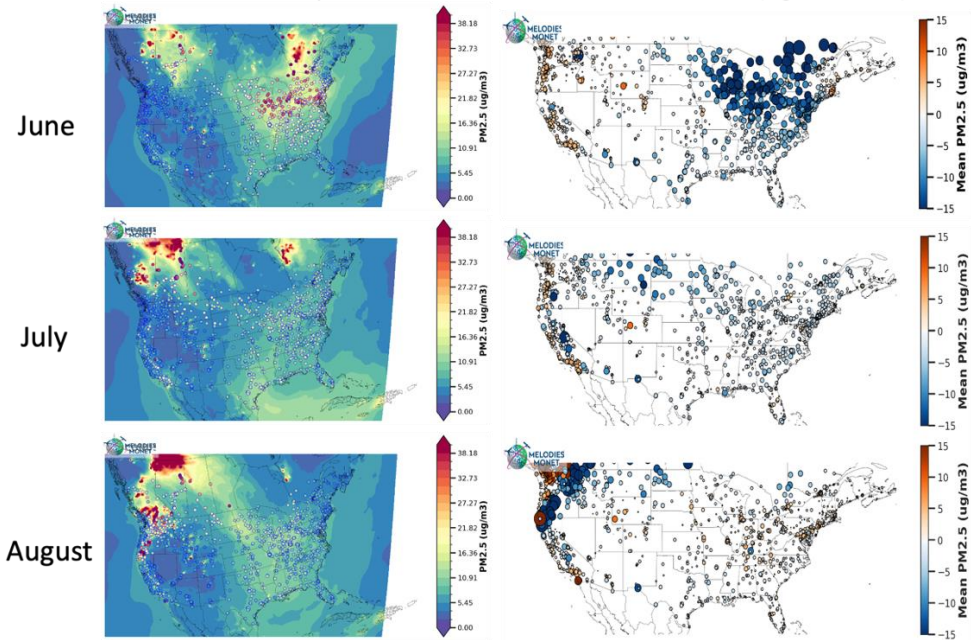 MELODIES
MONET
38.18
32.73
27.27
21.82
16.36
10.91
5.45
0.00
PM2.5 (ug/m3)
MELODIES
MONET
15
10
5
0
−5
−10
−15
Mean PM2.5 (ug/m3)
June
MELODIES
MONET
38.18
32.73
27.27
21.82
16.36
10.91
5.45
0.00
PM2.5 (ug/m3)
MELODIES
MONET
15
10
5
0
−5
−10
−15
Mean PM2.5 (ug/m3)
July
MELODIES
MONET
38.18
32.73
27.27
21.82
16.36
10.91
5.45
0.00
PM2.5 (ug/m3)
MELODIES
MONET
15
10
5
0
−5
−10
−15
Mean PM2.5 (ug/m3)
August